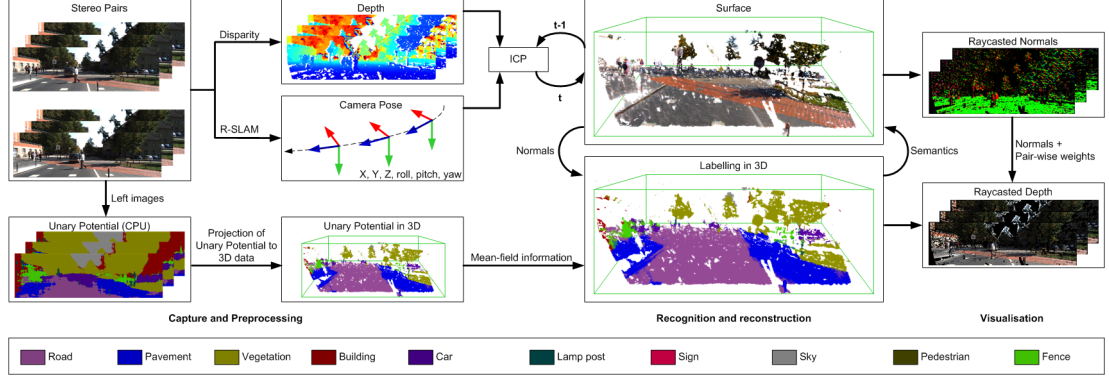 Stereo Pairs
Disparity
R-SLAM
Left images
Depth
Camera Pose
X, Y, Z, roll, pitch, yaw
ICP
t-1
t
Surface
Normals
Semantics
Labelling in 3D
Raycasted Normals
Normals +
Pair-wise weights
Raycasted Depth
Unary Potential (CPU)
Projection of
Unary Potential to
3D data
Unary Potential in 3D
Mean-field information
Capture and Preprocessing
Recognition and reconstruction
Visualisation
Road
Pavement
Vegetation
Building
Car
Lamp post
Sign
Sky
Pedestrian
Fence